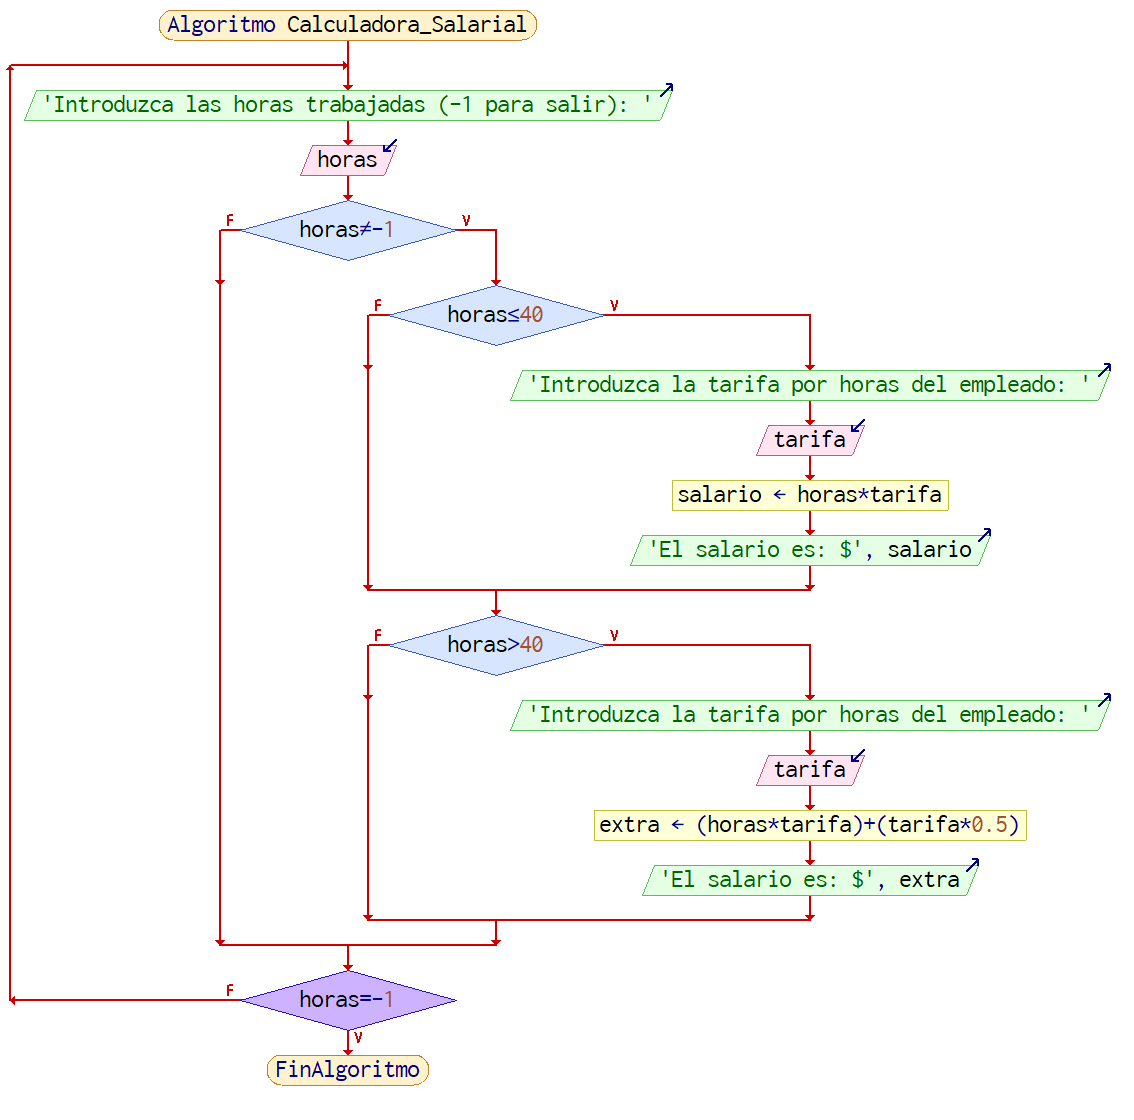 Algoritmo Calculadora_Salarial
'Introduzca las horas trabajadas (-1 para salir): '
horas
F
V
horas≠-1
F
V
horas≤40
'Introduzca la tarifa por horas del empleado: '
tarifa
salario ← horas*tarifa
'El salario es: $', salario
F
V
horas>40
'Introduzca la tarifa por horas del empleado: '
tarifa
extra ← (horas*tarifa)+(tarifa*0.5)
'El salario es: $', extra
F
horas=-1
V
FinAlgoritmo